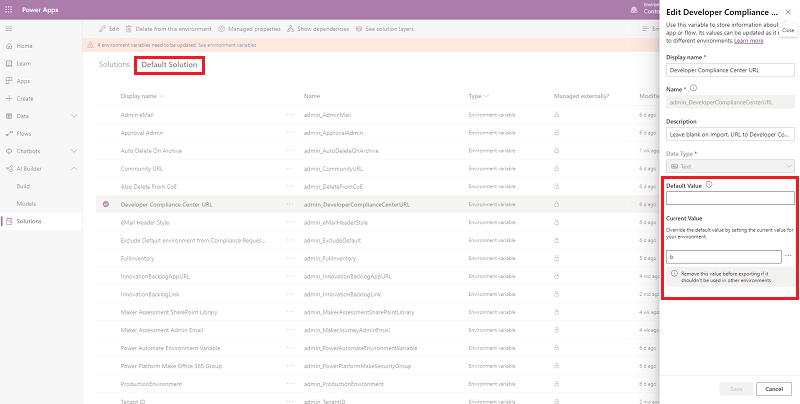 Power Apps
Environ
Conto
Edit
Delete from this environment
Managed properties
Show dependencies
See solution layers
En
4 environment variables need to be updated. See environment variables
Home
Learn
Apps
Create
Data
Flows
Chatbots
AI Builder
Build
Models
Solutions
Solutions
Default Solution
Display name
Name
Type
Managed externally?
Modifie
Admin eMail
admin_AdminMail
Environment variable
6 d ago
Approval Admin
admin_ApprovalAdmin
Environment variable
6 d ago
Auto Delete On Archive
admin_AutoDeleteOnArchive
Environment variable
1 wk ago
Community URL
admin_CommunityURL
Environment variable
6 d ago
Also Delete From CoE
admin_DeleteFromCoE
Environment variable
6 d ago
Developer Compliance Center URL
admin_DeveloperComplianceCenterURL
Environment variable
6 d ago
eMail Header Style
admin_eMailHeaderStyle
Environment variable
6 d ago
Exclude Default environment from Compliance Reques...
admin_ExcludeDefault
Environment variable
6 d ago
FullInventory
admin_FullInventory
Environment variable
5 d ago
InnovationBacklogAppURL
admin_InnovationBacklogAppURL
Environment variable
4 d ago
InnovationBacklogLink
admin_InnovationBacklogLink
Environment variable
2 mo ago
Maker Assessment SharePoint Library
admin_MakerAssessmentSharePointLibrary
Environment variable
4 wk ago
Maker Assessment Admin Email
admin_MakerJourneyAdminEmail
Environment variable
4 wk ago
Power Automate Environment Variable
admin_PowerAutomateEnvironmentVariable
Environment variable
6 d ago
Power Platform Make Office 365 Group
admin_PowerPlatformMakeSecurityGroup
Environment variable
6 d ago
ProductionEnvironment
admin_ProductionEnvironment
Environment variable
6 d ago
Tenant ID
admin_TenantID
Environment variable
2 mo ago
Edit Developer Compliance ...
Close
Use this variable to store information about
app or flow. Its values can be updated as it
to different environments. Learn more
Display name *
Developer Compliance Center URL
Name *
admin_DeveloperComplianceCenterURL
Description
Leave blank on Import. URL to Developer Co...
Data Type *
Text
Default Value
Current Value
Override the default value by setting the current value for
your environment.
b
Remove this value before exporting if it
shouldn't be used in other environments
Save
Cancel